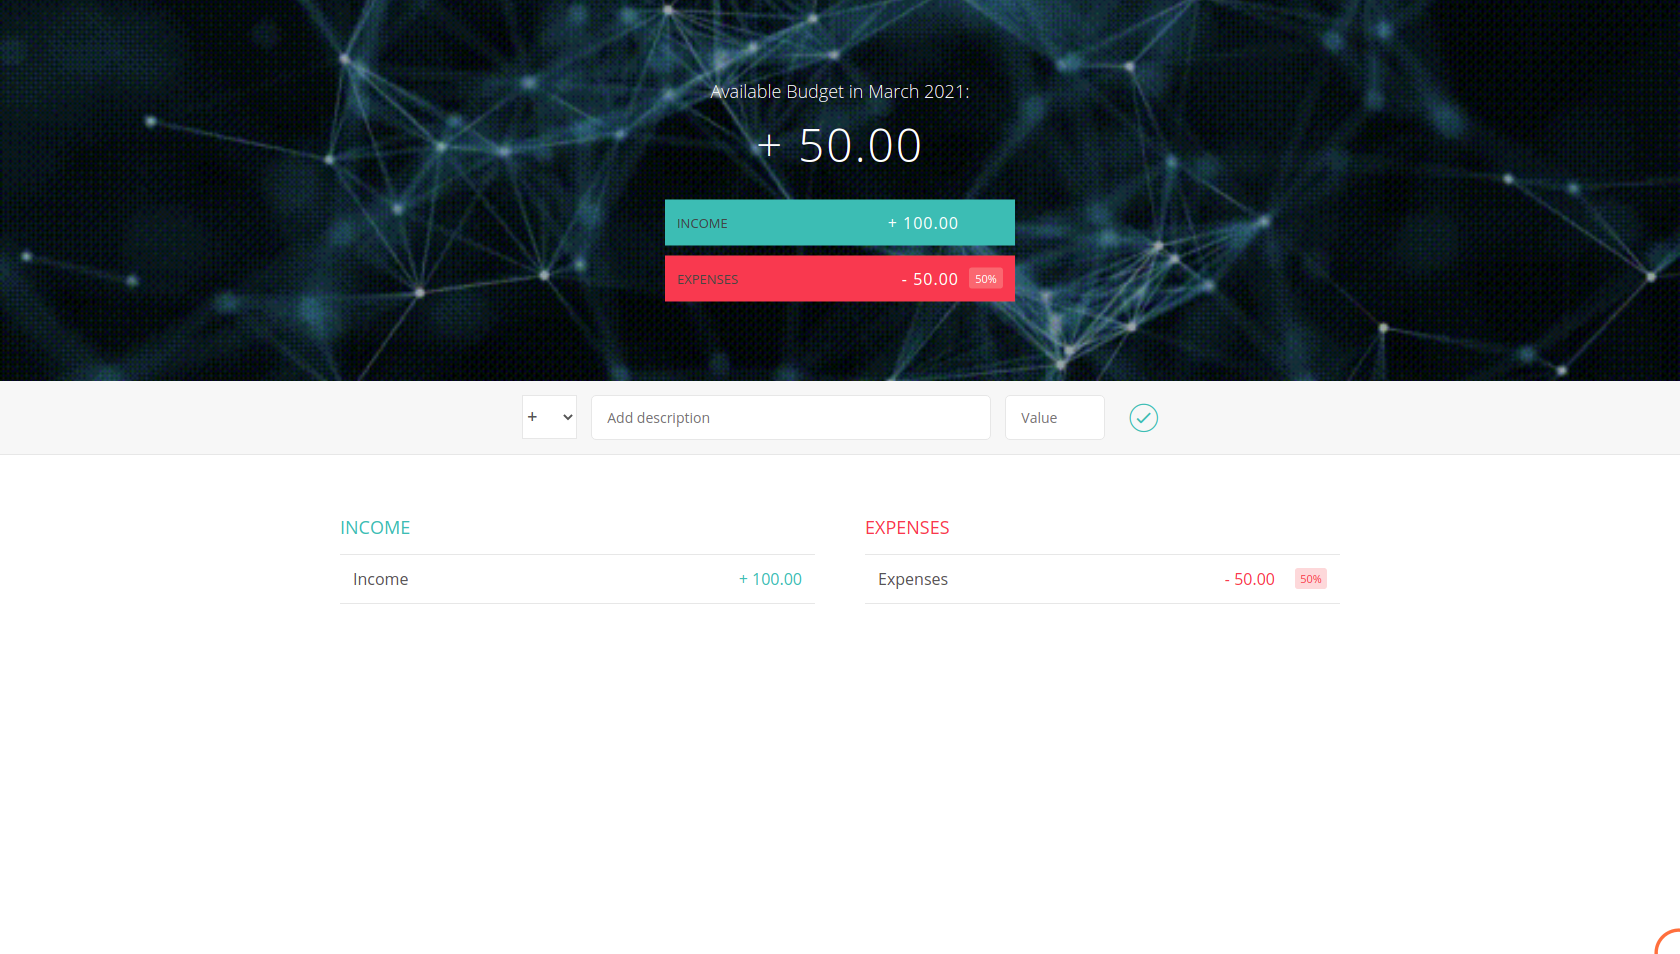 Available Budget in March 2021:
+ 50.00
INCOME + 100.00
EXPENSES - 50.00 50%
+ Add description Value
INCOME
Income + 100.00
EXPENSES
Expenses - 50.00 50%